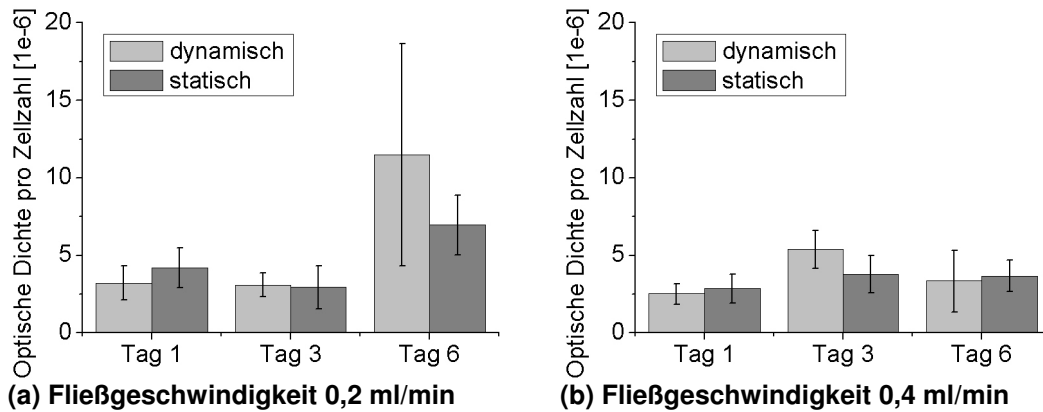 Optische Dichte pro Zellzahl [1e-6]
20
15
10
5
0
dynamisch
statisch
Tag 1 Tag 3 Tag 6
(a) Fließgeschwindigkeit 0,2 ml/min
Optische Dichte pro Zellzahl [1e-6]
20
15
10
5
0
dynamisch
statisch
Tag 1 Tag 3 Tag 6
(b) Fließgeschwindigkeit 0,4 ml/min